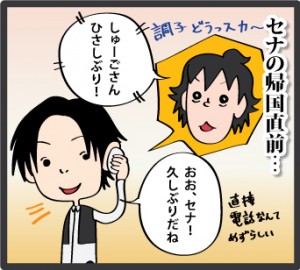 セナの帰国直前…
調子どうっスカ〜
しゅーごさん
ひさしぶり!
おお、セナ!
久しぶりだね
直接
電話なんて
めずらしい